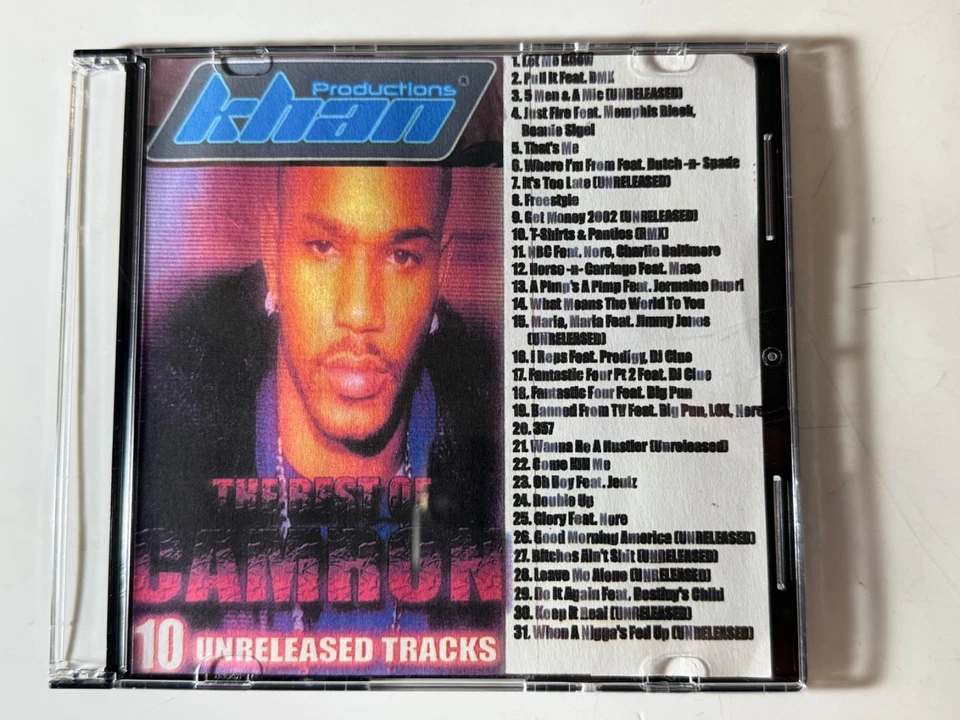 Productions®
khan
THE BEST OF
CAMRON
10 UNRELEASED TRACKS
1. Let Me Know
2. Pull It Feat. DMX
3. 5 Men & A Mic (UNRELEASED)
4. Just Fire Feat. Memphis Bleek,
Beanie Sigel
5. That's Me
6. Where I'm From Feat. Dutch -n- Spade
7. It's Too Late (UNRELEASED)
8. Freestyle
9. Get Money 2002 (UNRELEASED)
10. T-Shirts & Panties (RMX)
11. NBC Feat. Nore, Charlie Baltimore
12. Horse -n- Carriage Feat. Mase
13. A Pimp's A Pimp Feat. Jermaine Dupri
14. What Means The World To You
15. Maria, Maria Feat. Jimmy Jones
(UNRELEASED)
16. I Reps Feat. Prodigy, DJ Clue
17. Fantastic Four Pt 2 Feat. DJ Clue
18. Fantastic Four Feat. Big Pun
19. Banned From TV Feat. Big Pun, LOX, Nore
20. 357
21. Wanna Be A Hustler (Unreleased)
22. Come Kill Me
23. Oh Boy Feat. Jeulz
24. Double Up
25. Glory Feat. Nore
26. Good Morning America (UNRELEASED)
27. Bitches Ain't Shit (UNRELEASED)
28. Leave Me Alone (UNRELEASED)
29. Do It Again Feat. Destiny's Child
30. Keep It Real (UNRELEASED)
31. When A Nigga's Fed Up (UNRELEASED)